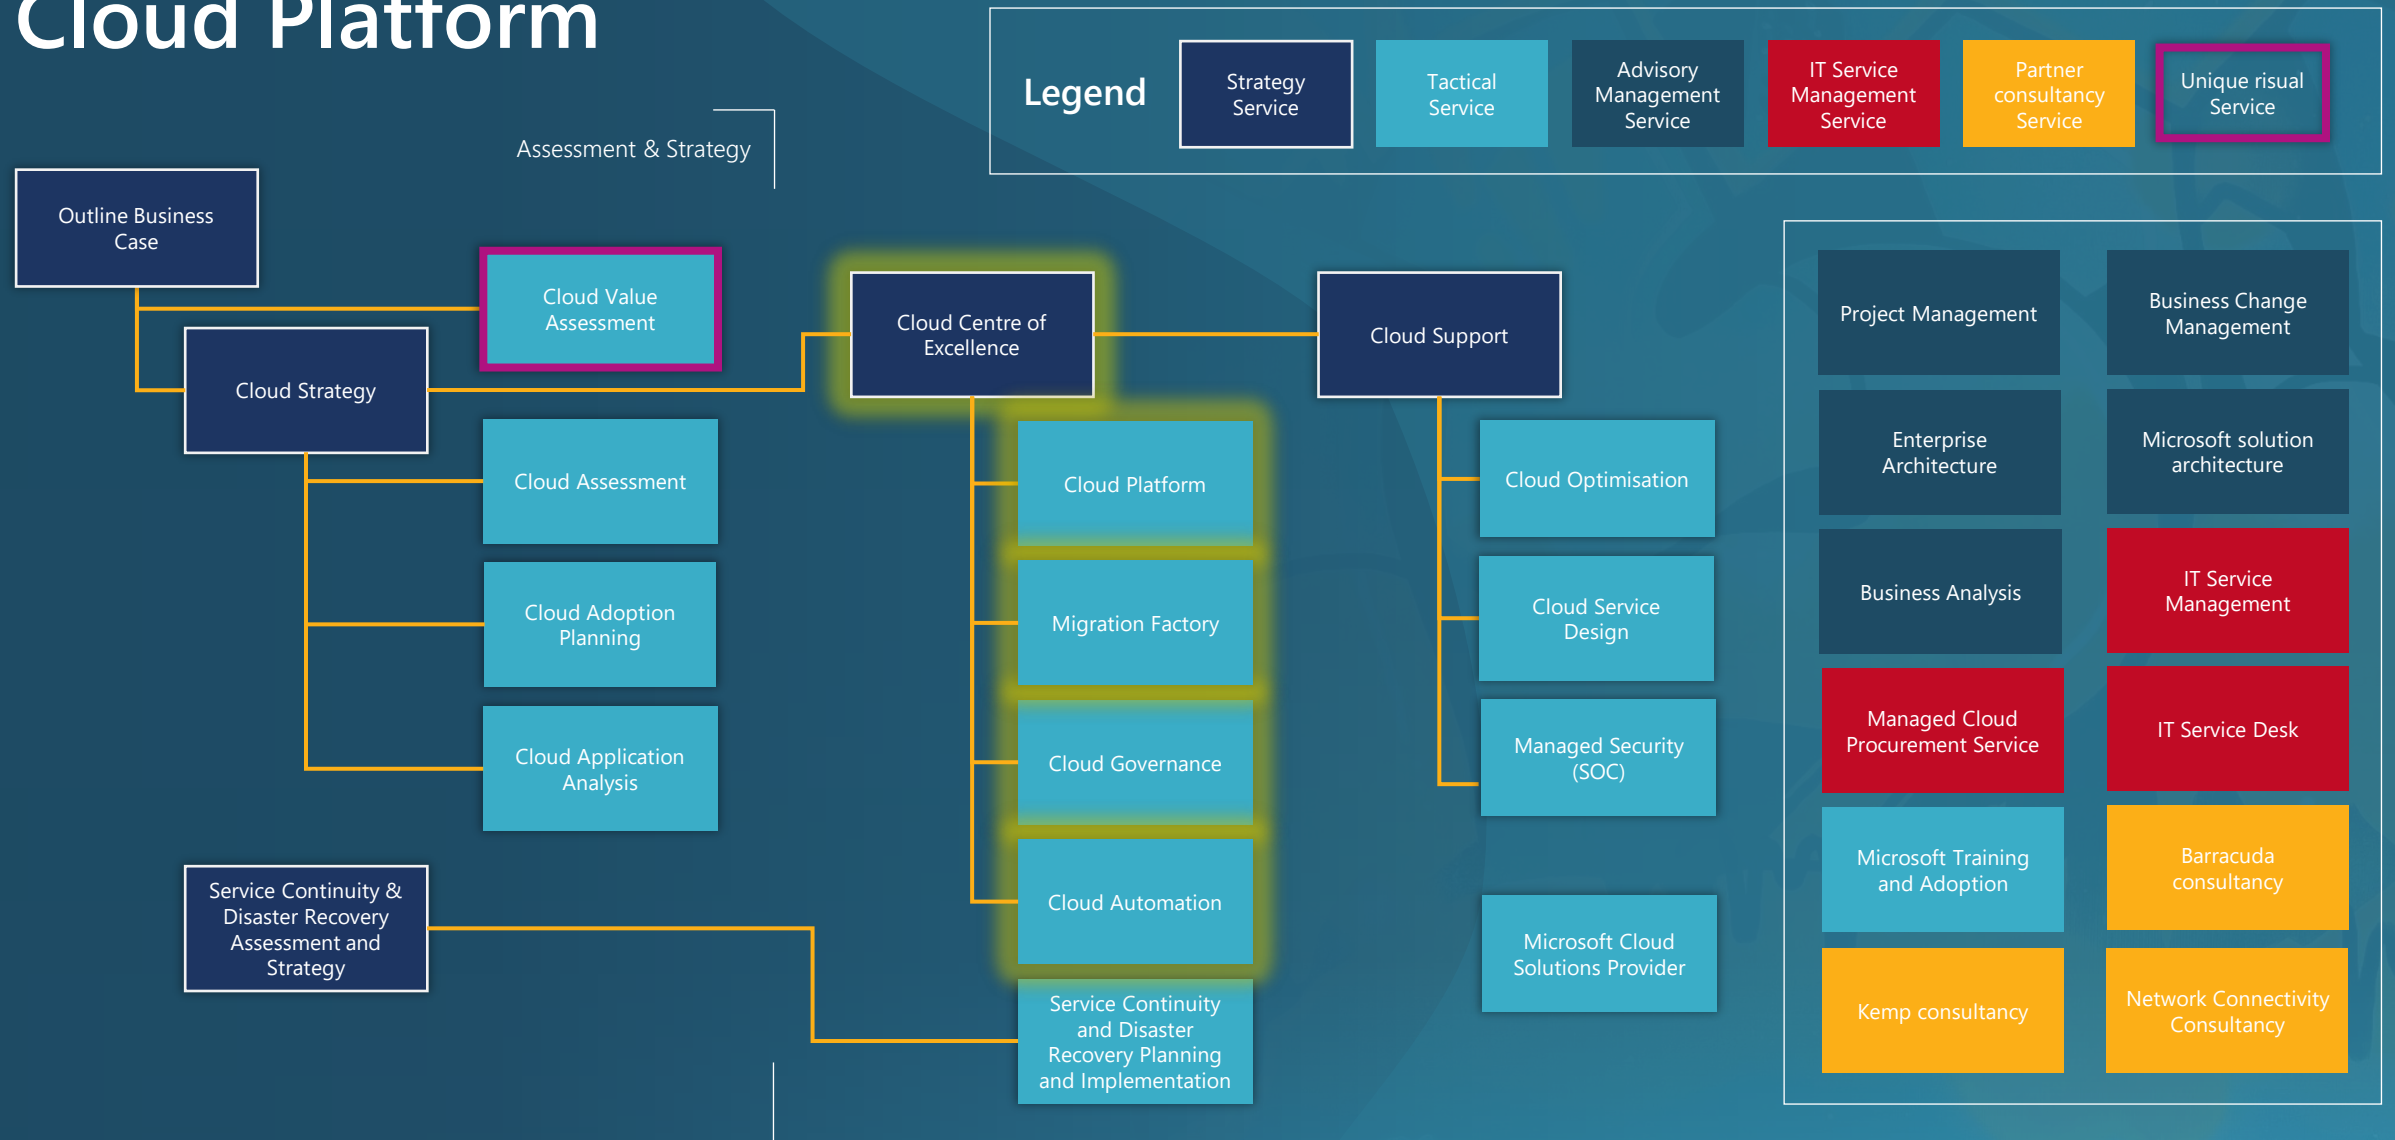 Cloud Platform
Legend
Strategy
Service
Tactical
Service
Advisory
Management
Service
IT Service
Management
Service
Partner
consultancy
Service
Unique risual
Service
Assessment & Strategy
Outline Business
Case
Cloud Value
Assessment
Cloud Strategy
Cloud Assessment
Cloud Adoption
Planning
Cloud Application
Analysis
Service Continuity &
Disaster Recovery
Assessment and
Strategy
Cloud Centre of
Excellence
Cloud Platform
Migration Factory
Cloud Governance
Cloud Automation
Service Continuity
and Disaster
Recovery Planning
and Implementation
Cloud Support
Cloud Optimisation
Cloud Service
Design
Managed Security
(SOC)
Microsoft Cloud
Solutions Provider
Project Management
Business Change
Management
Enterprise
Architecture
Microsoft solution
architecture
Business Analysis
IT Service
Management
Managed Cloud
Procurement Service
IT Service Desk
Microsoft Training
and Adoption
Barracuda
consultancy
Kemp consultancy
Network Connectivity
Consultancy